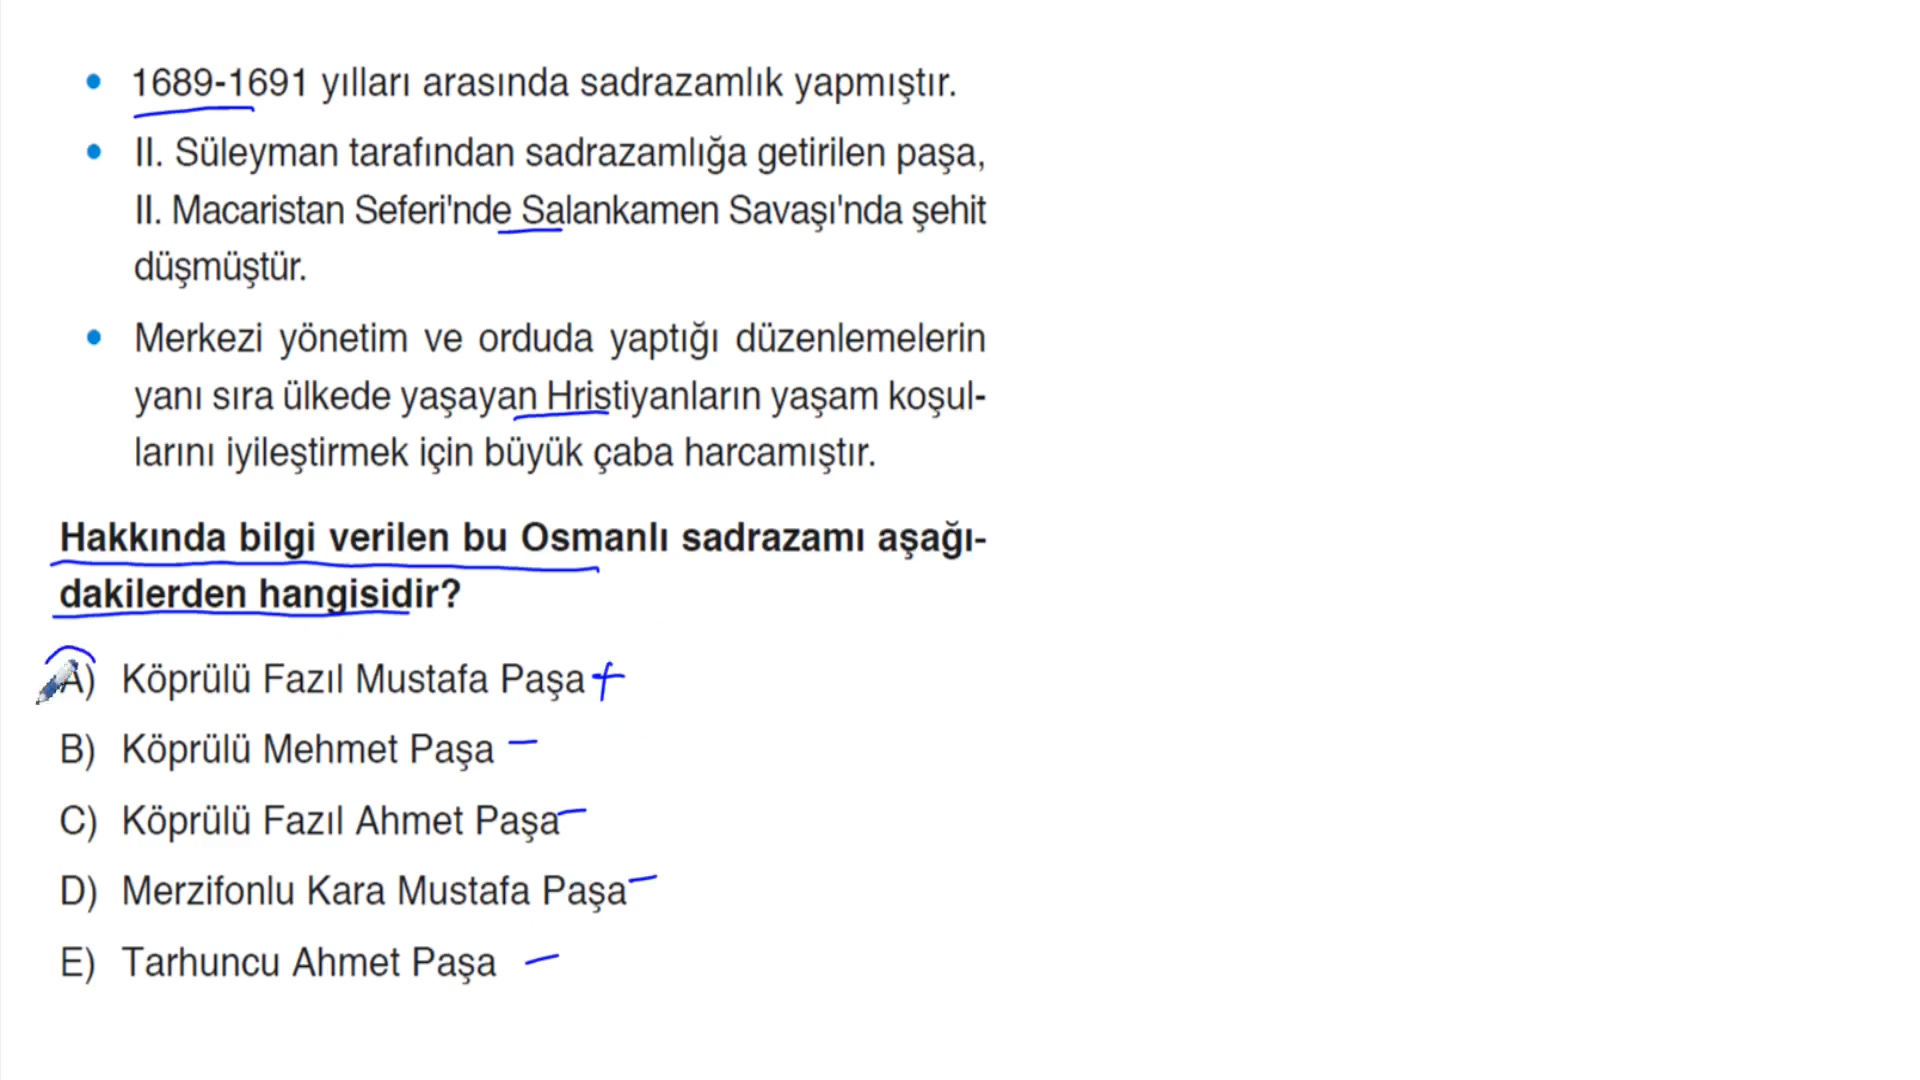 • 1689-1691 yılları arasında sadrazamlık yapmıştır.
• II. Süleyman tarafından sadrazamlığa getirilen paşa,
II. Macaristan Seferi'nde Salankamen Savaşı'nda şehit
düşmüştür.
• Merkezi yönetim ve orduda yaptığı düzenlemelerin
yanı sıra ülkede yaşayan Hristiyanların yaşam koşul-
larını iyileştirmek için büyük çaba harcamıştır.
Hakkında bilgi verilen bu Osmanlı sadrazamı aşağı-
dakilerden hangisidir?
A) Köprülü Fazıl Mustafa Paşa +
B) Köprülü Mehmet Paşa -
C) Köprülü Fazıl Ahmet Paşa -
D) Merzifonlu Kara Mustafa Paşa -
E) Tarhuncu Ahmet Paşa -